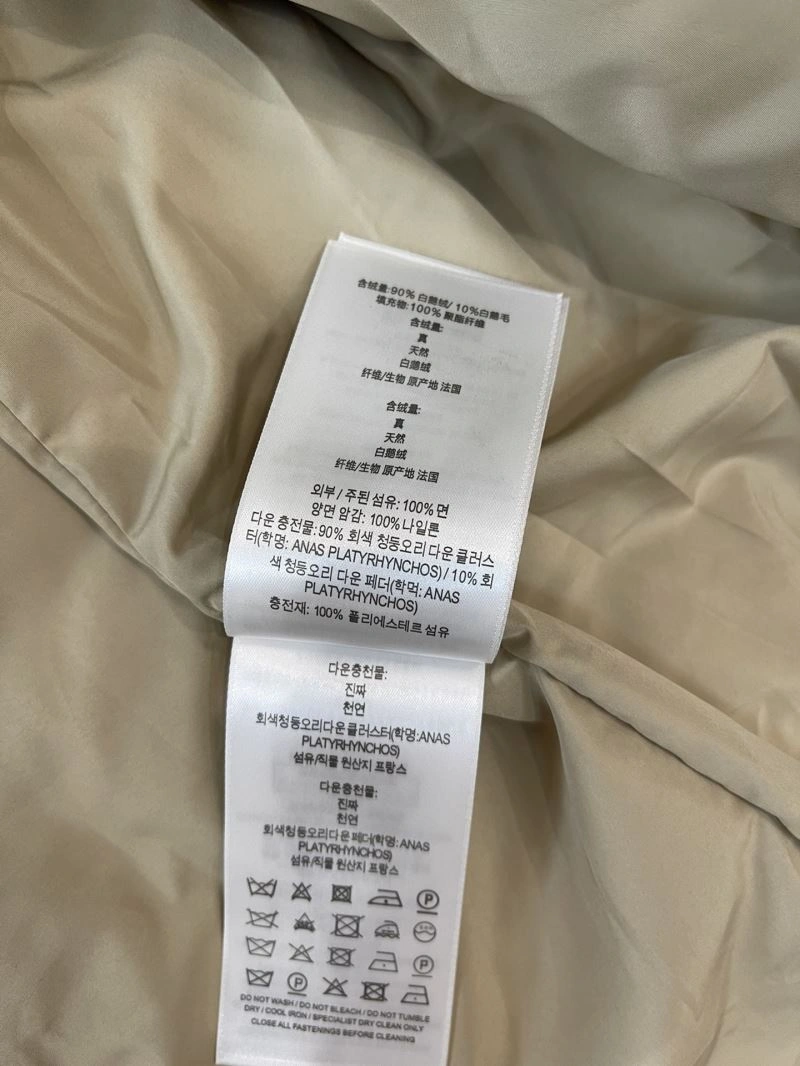 含绒量:90% 白鹅绒/ 10%白鹅毛
填充物:100% 聚酯纤维
含绒量:
真
天然
白鹅绒
纤维/生物 原产地 法国
含绒量:
真
天然
白鹅绒
纤维/生物 原产地 法国
외부 / 주된 섬유: 100% 면
양면 암감: 100% 나일론
다운 충전물: 90% 회색 청둥오리 다운 클러스
터(학명: ANAS PLATYRHYNCHOS) / 10% 회
색 청둥오리 다운 페더(학먹: ANAS
PLATYRHYNCHOS)
충전재: 100% 폴리에스테르 섬유
다운충천물:
진짜
천연
회색청둥오리다운클러스터(학명:ANAS
PLATYRHYNCHOS)
섬유/직물 원산지 프랑스
다운충천물:
진짜
천연
회색청둥오리다운페더(학명:ANAS
PLATYRHYNCHOS)
섬유/직물 원산지 프랑스
P
P
P
DO NOT WASH / DO NOT BLEACH / DO NOT TUMBLE
DRY / COOL IRON / SPECIALIST DRY CLEAN ONLY
CLOSE ALL FASTENINGS BEFORE CLEANING